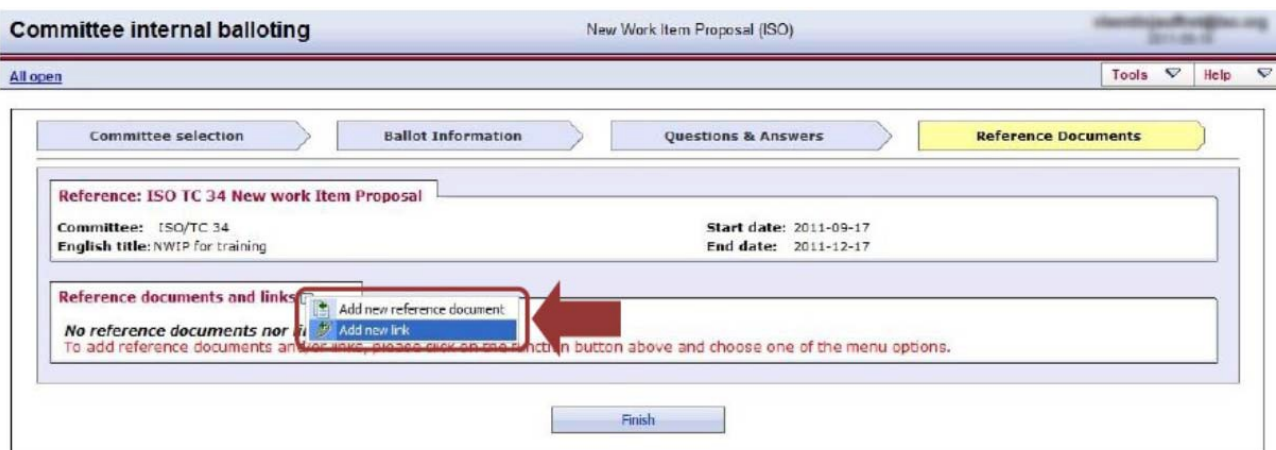 Committee internal balloting
New Work Item Proposal (ISO)
All open
Tools
Help
Committee selection
Ballot Information
Questions & Answers
Reference Documents
Reference: ISO TC 34 New work Item Proposal
Committee: ISO/TC 34
Start date: 2011-09-17
English title: NWIP for training
End date: 2011-12-17
Reference documents and links
Add new reference document
No reference documents nor
Add new link
To add reference documents and/or links, please click on the function button above and choose one of the menu options.
Finish